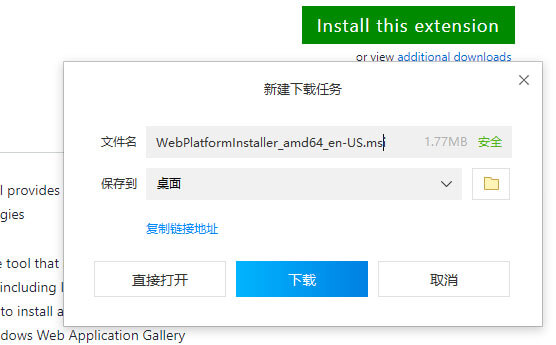 Install this extension
or view additional downloads
新建下载任务
文件名 WebPlatformInstaller_amd64_en-US.msi 1.77MB 安全
保存到 桌面
复制链接地址
直接打开 下载 取消
l provides
gies
e tool that
including I
to install a
ndows Web Application Gallery